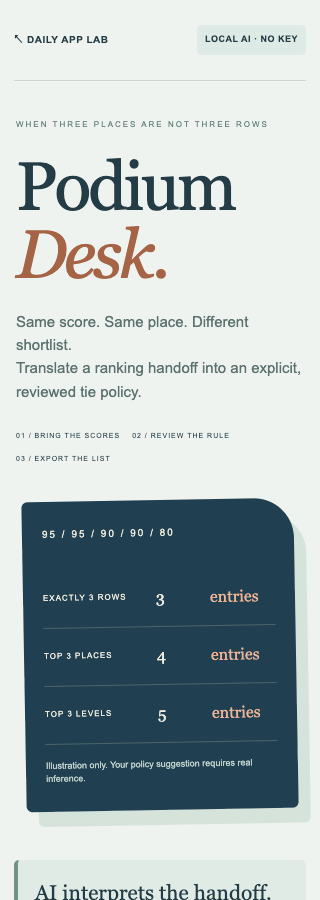 ↖ DAILY APP LAB
LOCAL AI · NO KEY
WHEN THREE PLACES ARE NOT THREE ROWS
Podium
Desk.
Same score. Same place. Different
shortlist.
Translate a ranking handoff into an explicit,
reviewed tie policy.
01 / BRING THE SCORES 02 / REVIEW THE RULE
03 / EXPORT THE LIST
95 / 95 / 90 / 90 / 80
EXACTLY 3 ROWS 3 entries
TOP 3 PLACES 4 entries
TOP 3 LEVELS 5 entries
Illustration only. Your policy suggestion requires real
inference.
AI interprets the handoff.